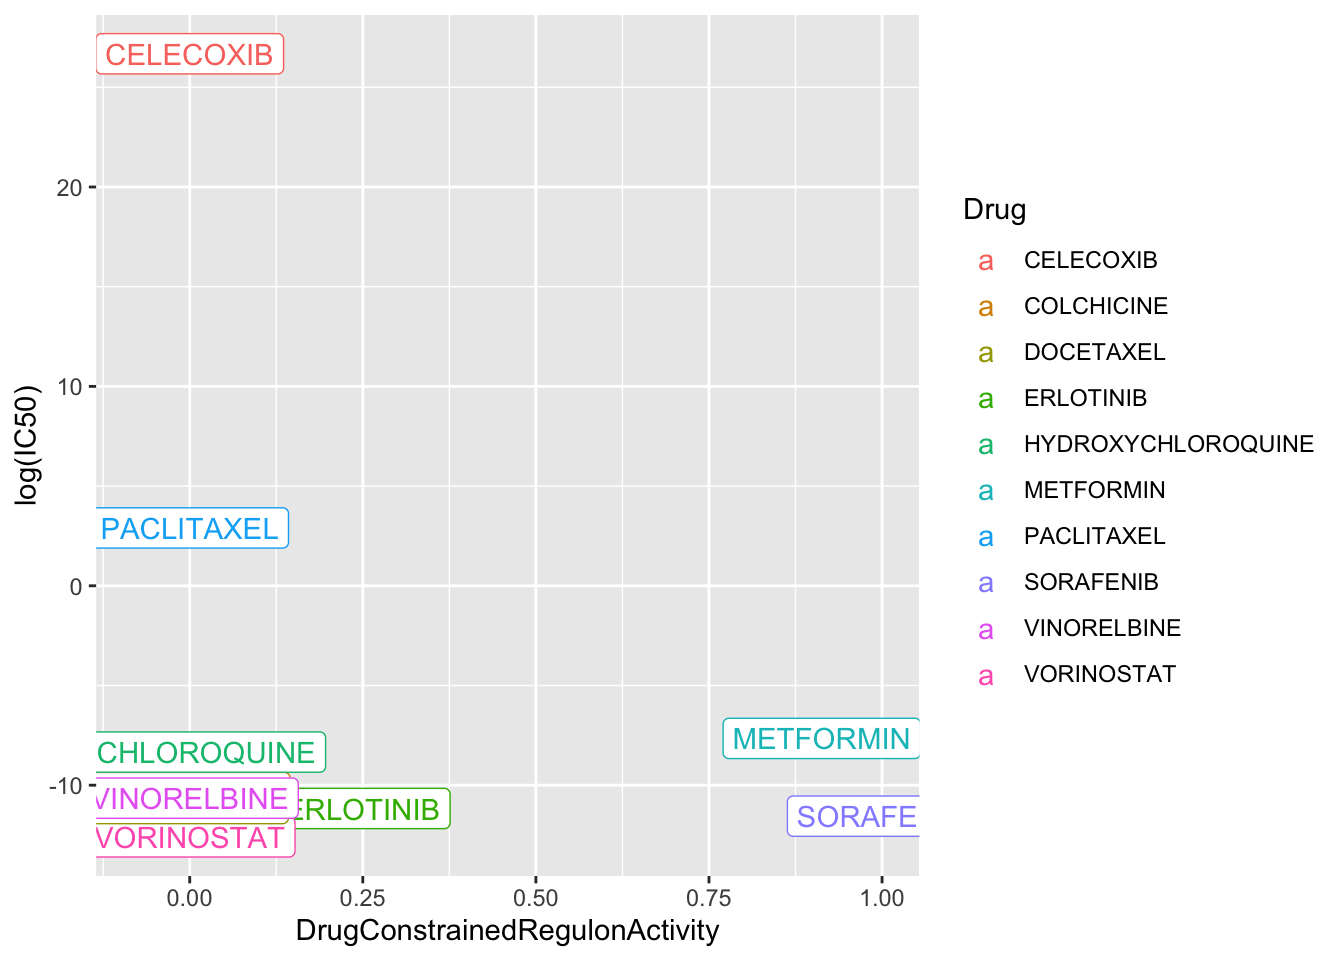 CELECOXIB
20
10
PACLITAXEL
0
CHLOROQUINE
METFORMIN
-10
VINORELBINE
ERLOTINIB
SORAFE
VORINOSTAT
0.00 0.25 0.50 0.75 1.00
DrugConstrainedRegulonActivity
log(IC50)
Drug
a CELECOXIB
a COLCHICINE
a DOCETAXEL
a ERLOTINIB
a HYDROXYCHLOROQUINE
a METFORMIN
a PACLITAXEL
a SORAFENIB
a VINORELBINE
a VORINOSTAT